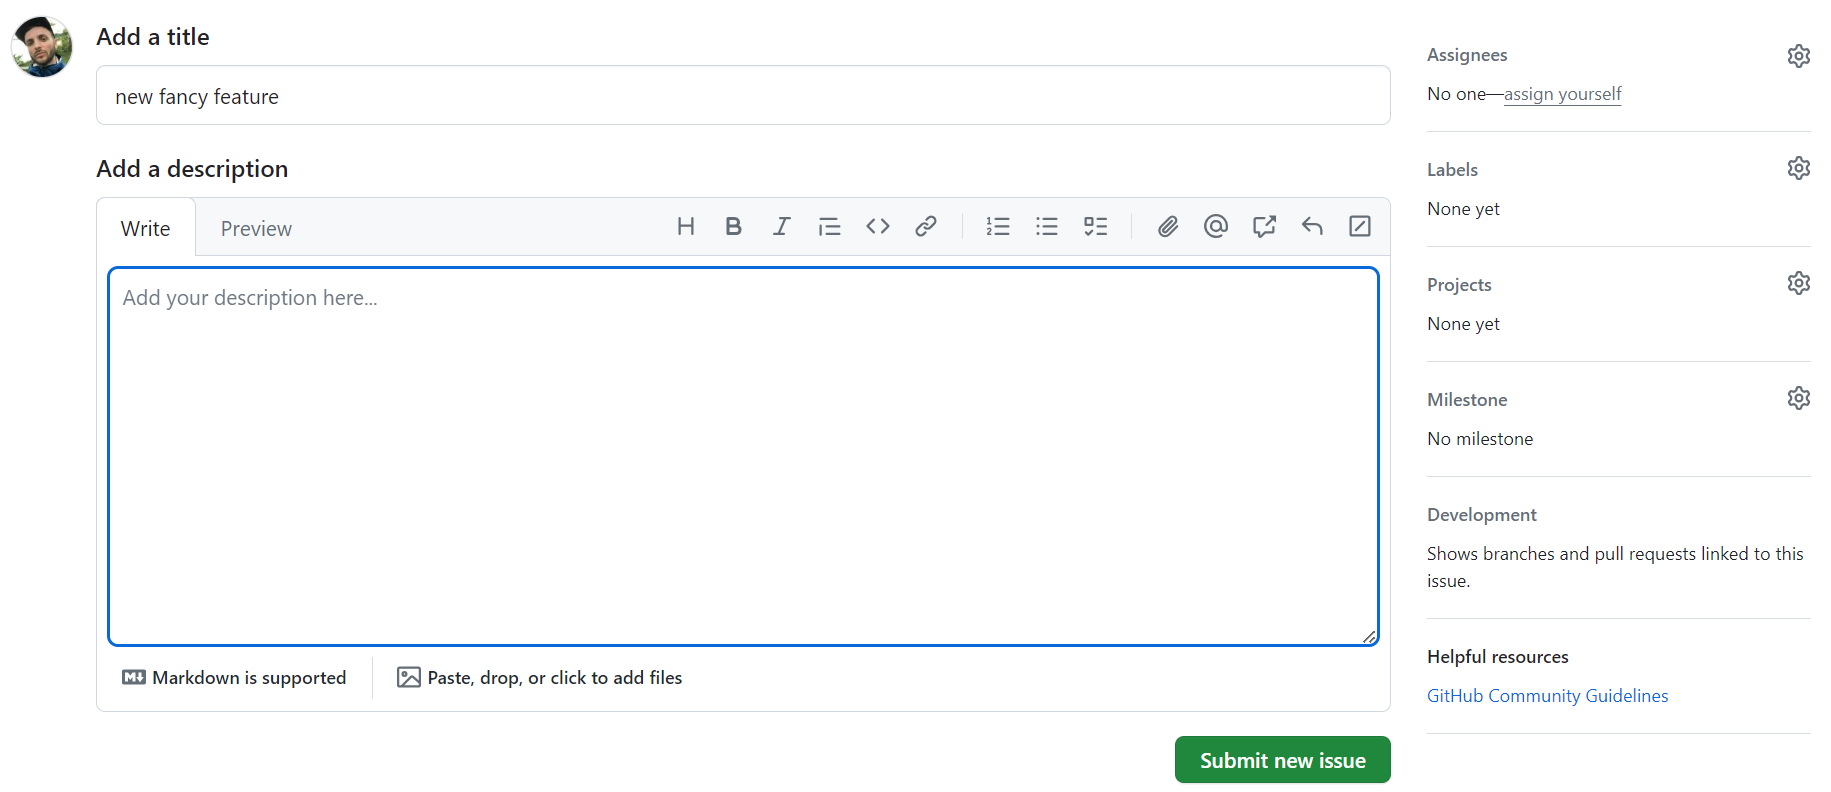 Add a title
new fancy feature
Add a description
Write
Preview
Add your description here...
Markdown is supported
Paste, drop, or click to add files
Submit new issue
Assignees
No one—assign yourself
Labels
None yet
Projects
None yet
Milestone
No milestone
Development
Shows branches and pull requests linked to this
issue.
Helpful resources
GitHub Community Guidelines